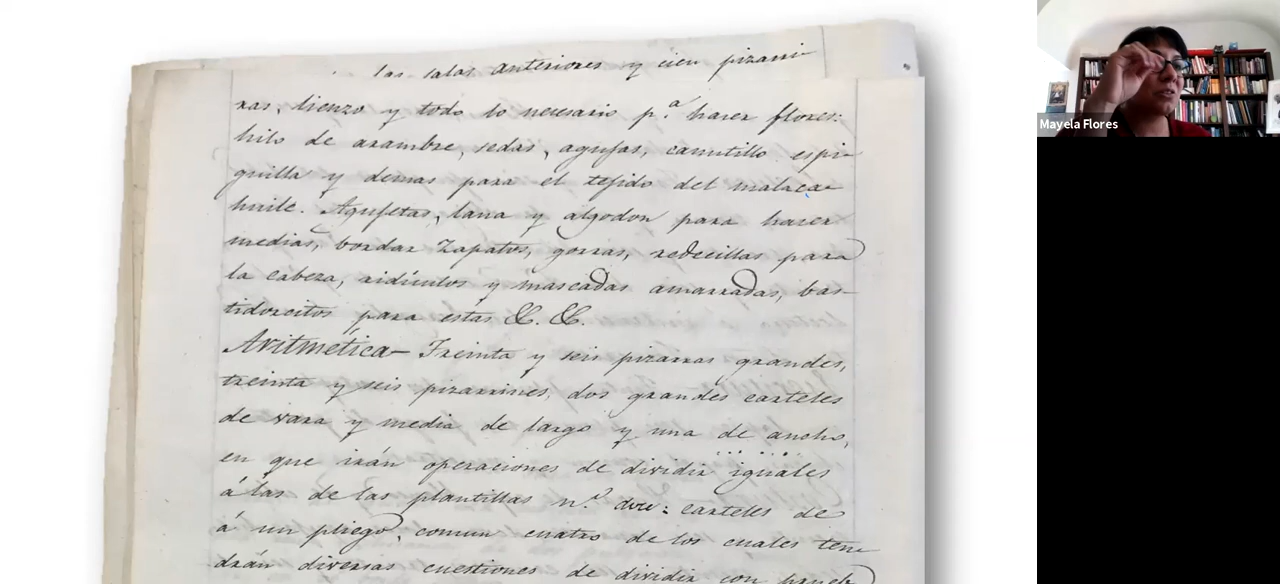 las salas anteriores y cien pizarri
ras, lienzo y todo lo necesario p.ª hacer flores:
hilo de arambre, sedas, agujas, canutillo espi-
guilla y demas para el tejido del malaca-
huile. Agujetas, lana y algodon para hacer
medias, bordar Zapatos, gorras, redecillas para
la cabeza, ridículos y mascadas amarradas, bas-
tidorcitos para estas &. &.
Aritmética— Treinta y seis pizarras grandes,
treinta y seis pizarrines, dos grandes carteles
de vara y media de largo y una de ancho,
en que irán operaciones de dividir iguales
á las de las plantillas n.º doce: carteles de
á un pliego, comun cuatro de los cuales ten
drán diversas cuestiones de dividir con
Mayela Flores